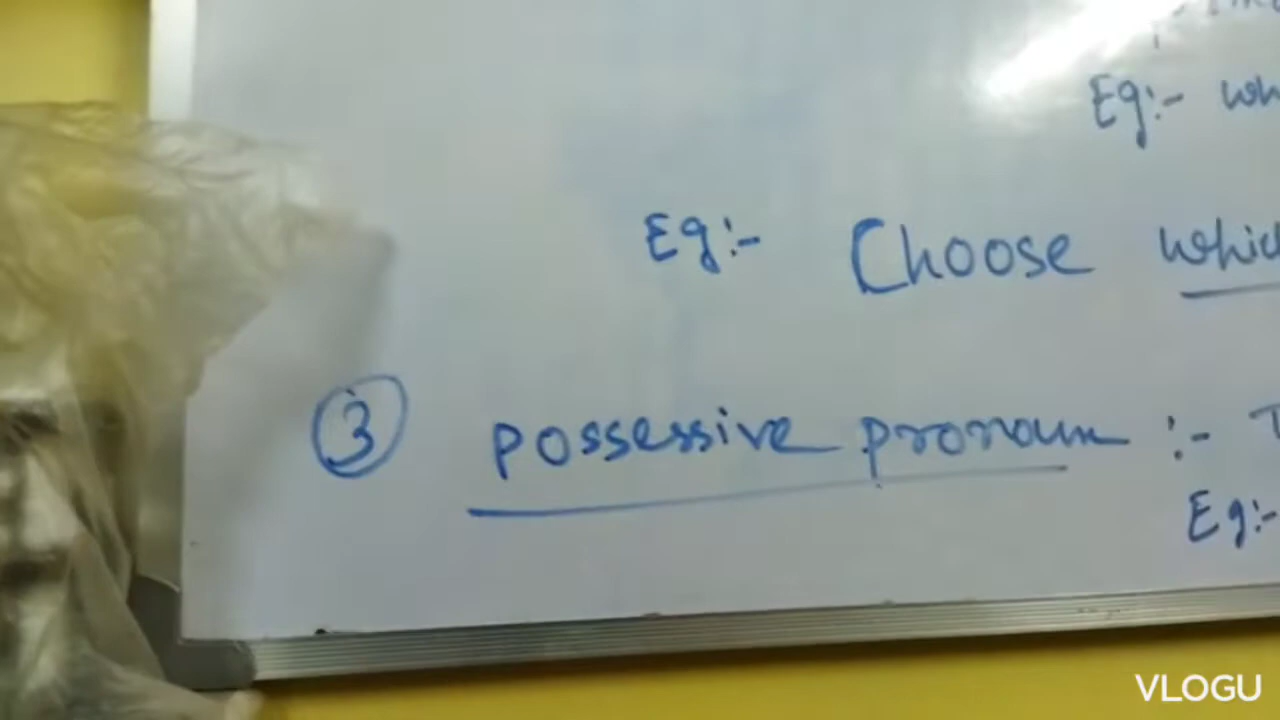 Eg:-
Eg:- Choose
③ Possessive pronoun :-
Eg:-
VLOGU